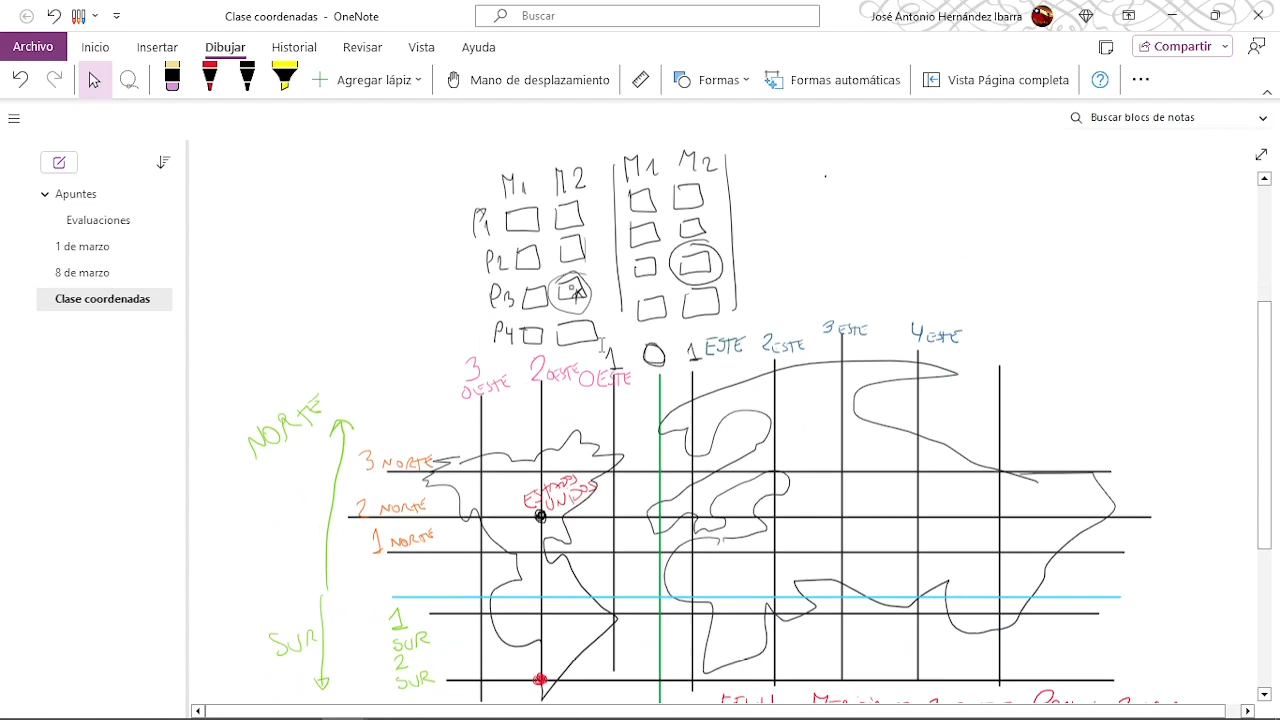 Clase coordenadas - OneNote
Buscar
José Antonio Hernández Ibarra
Archivo
Inicio
Insertar
Dibujar
Historial
Revisar
Vista
Ayuda
Compartir
Agregar lápiz
Mano de desplazamiento
Formas
Formas automáticas
Vista Página completa
Buscar blocs de notas
Apuntes
Evaluaciones
1 de marzo
8 de marzo
Clase coordenadas
M1 M2 M1 M2
P1
P2
P3
P4
3 OESTE
2 OESTE
1 OESTE
0
1 ESTE
2 ESTE
3 ESTE
4 ESTE
NORTE
3 NORTE
ESTADOS UNIDOS
2 NORTE
1 NORTE
SUR
1 SUR
2 SUR